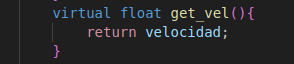 virtual float get_vel(){
return velocidad;
}